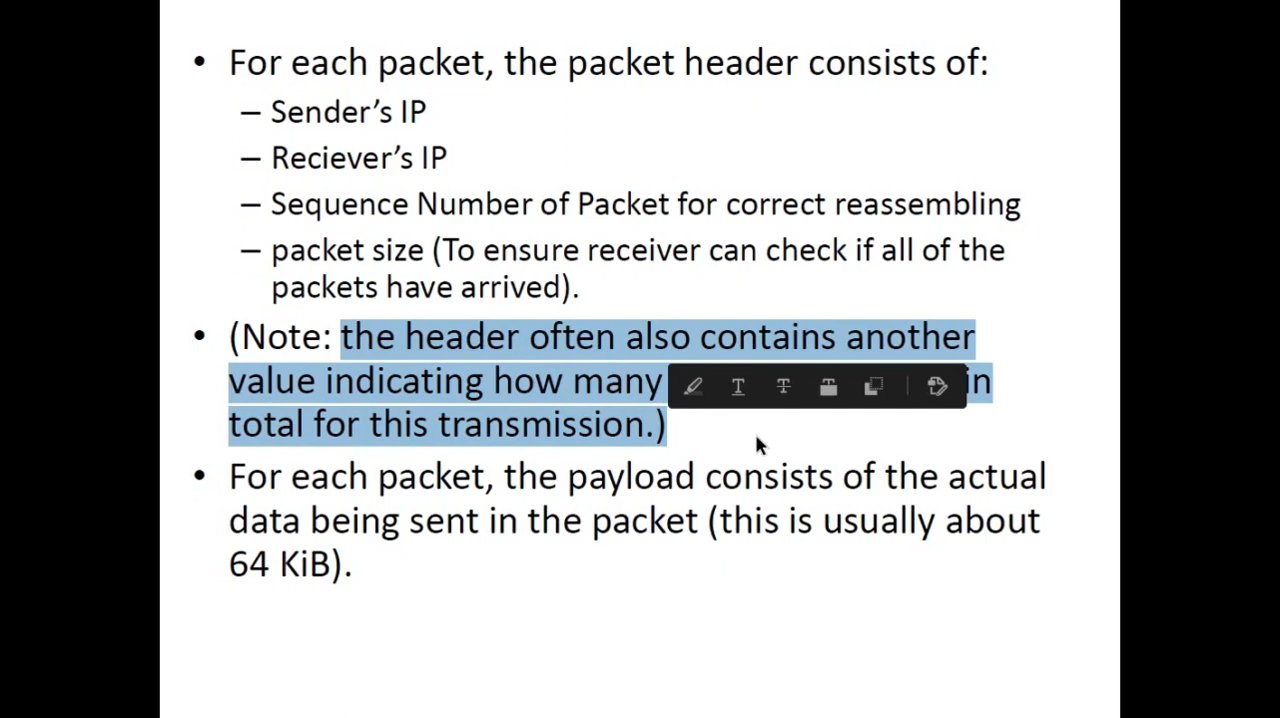 • For each packet, the packet header consists of:
– Sender’s IP
– Reciever’s IP
– Sequence Number of Packet for correct reassembling
– packet size (To ensure receiver can check if all of the
packets have arrived).
• (Note: the header often also contains another
value indicating how many in
total for this transmission.)
• For each packet, the payload consists of the actual
data being sent in the packet (this is usually about
64 KiB).